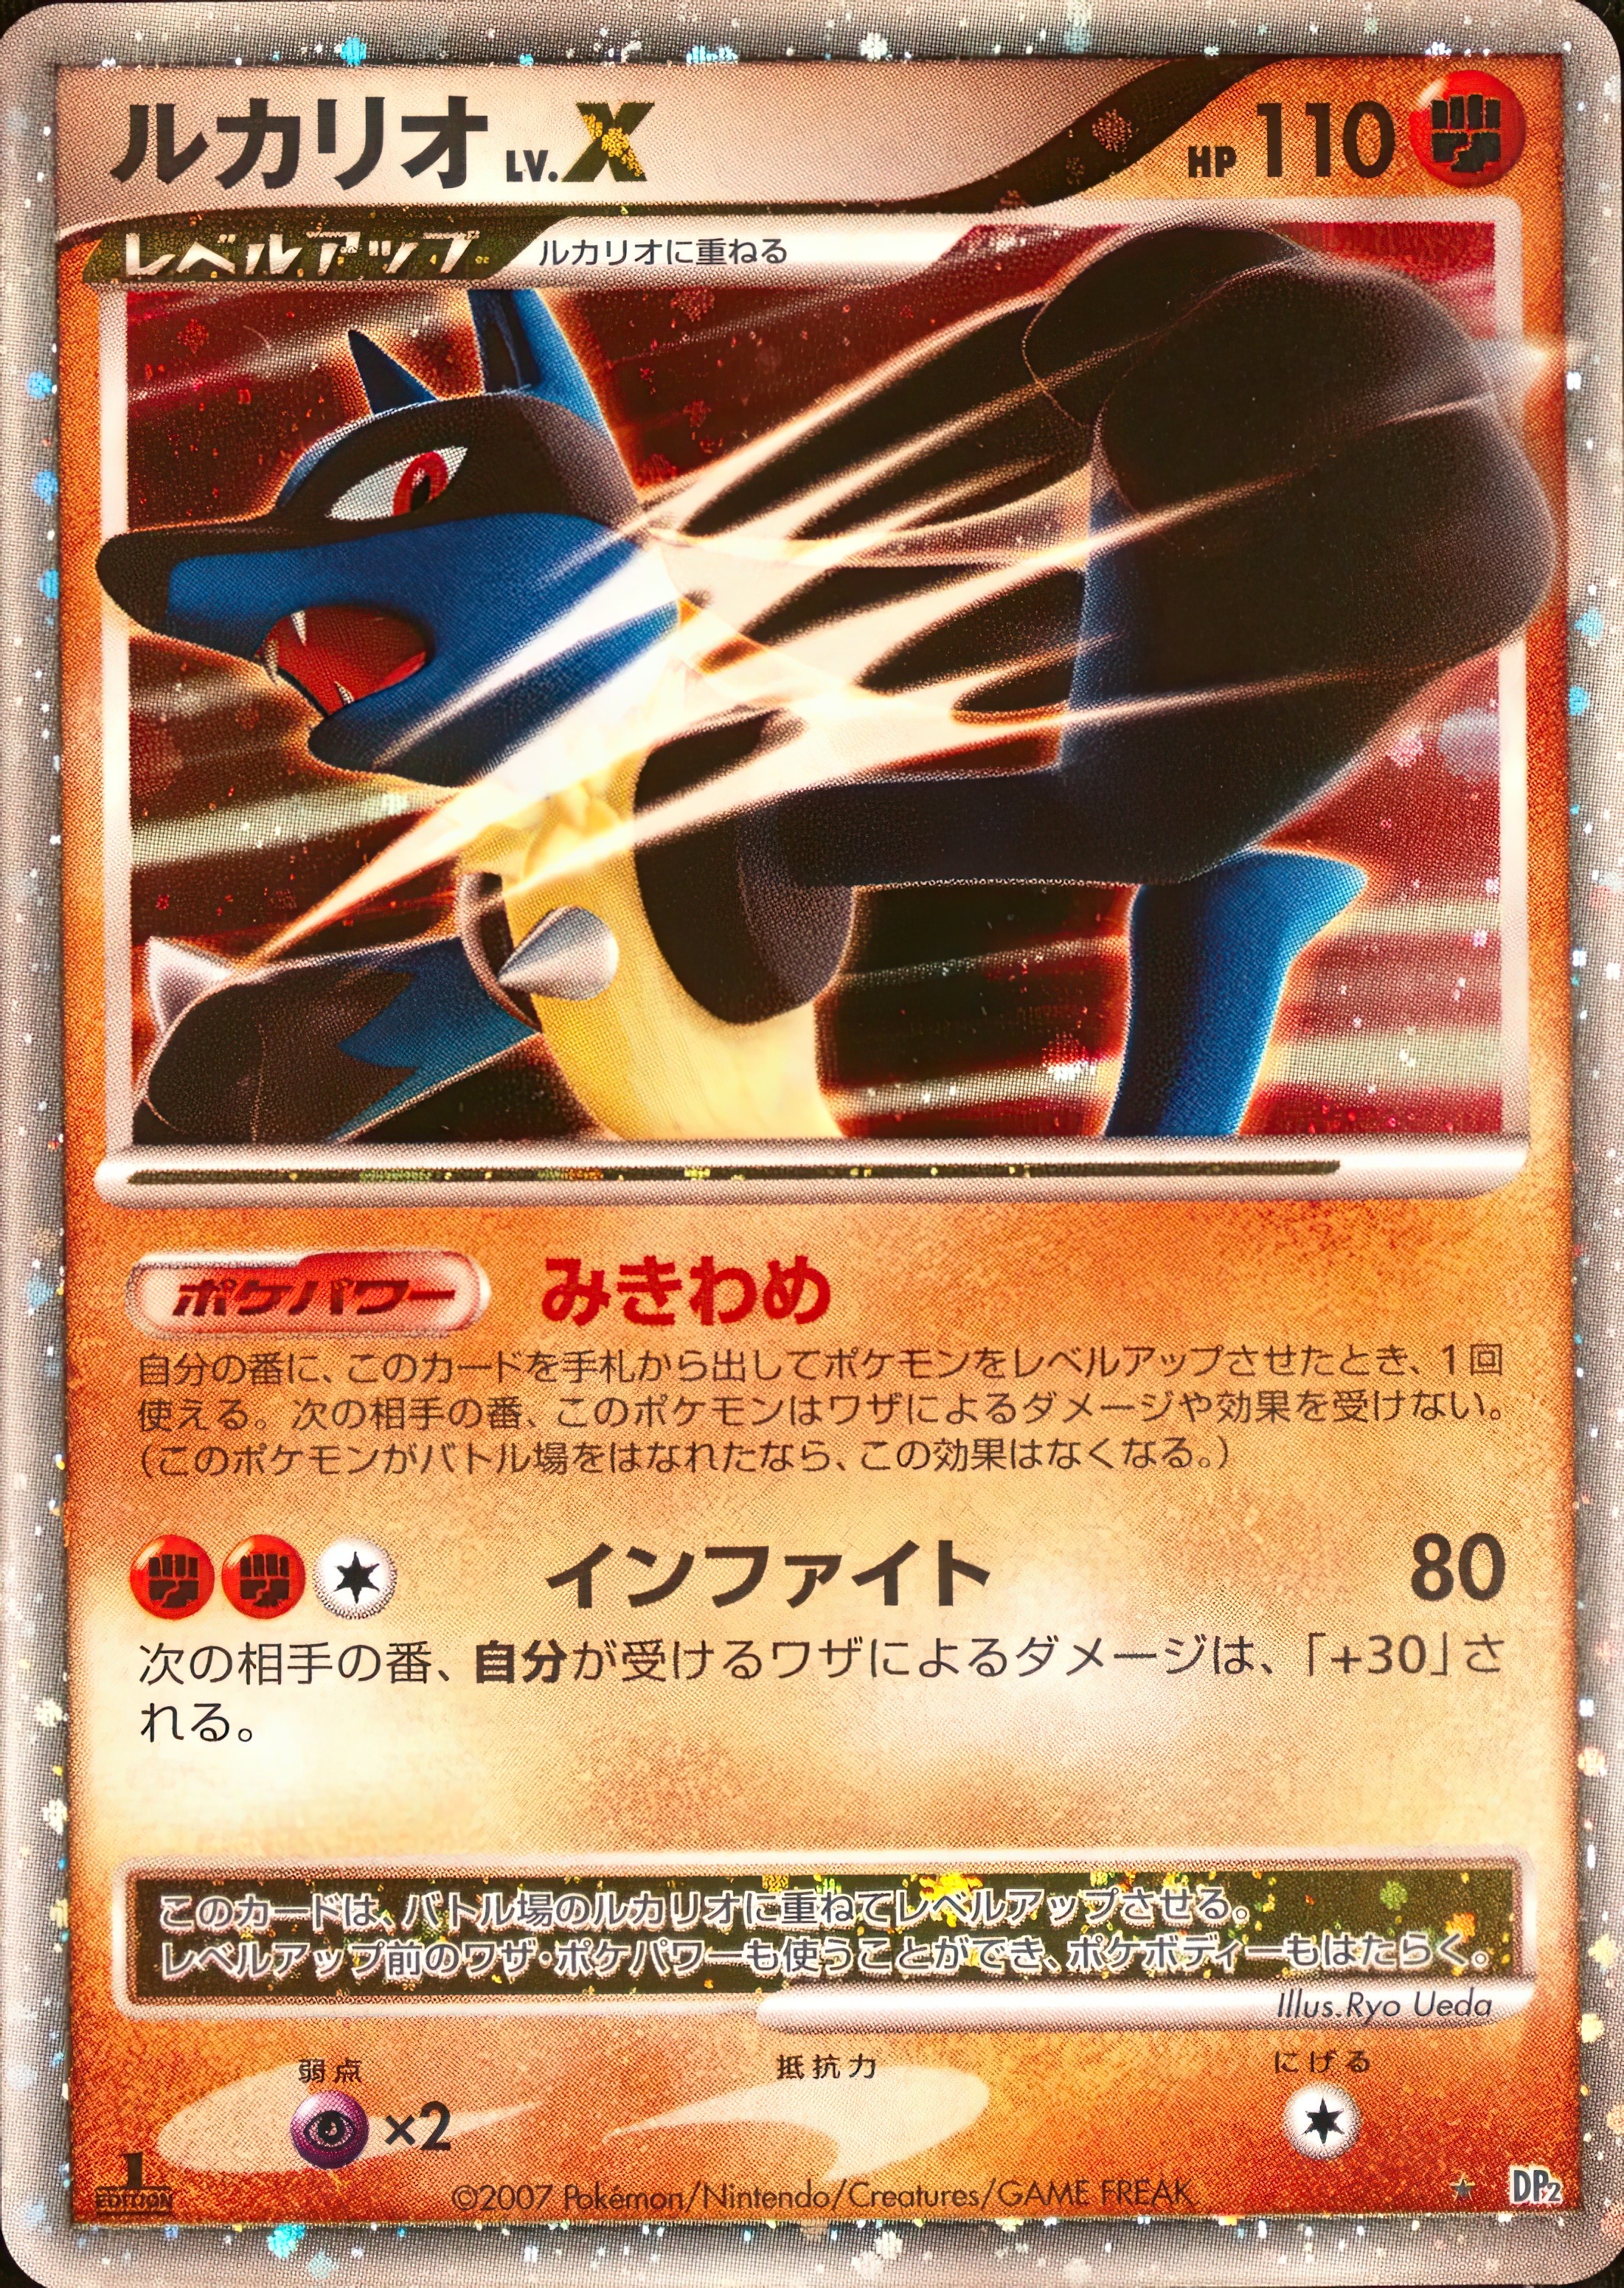 ルカリオ LV.X HP 110
レベルアップ ルカリオに重ねる
ポケパワー みきわめ
自分の番に、このカードを手札から出してポケモンをレベルアップさせたとき、1回
使える。次の相手の番、このポケモンはワザによるダメージや効果を受けない。
（このポケモンがバトル場をはなれたなら、この効果はなくなる。）
インファイト 80
次の相手の番、自分が受けるワザによるダメージは、「+30」さ
れる。
このカードは、バトル場のルカリオに重ねてレベルアップさせる。
レベルアップ前のワザ・ポケパワーも使うことができ、ポケボディーもはたらく。
Illus.Ryo Ueda
弱点 抵抗力 にげる
×2
1 EDITION
©2007 Pokémon/Nintendo/Creatures/GAME FREAK
★ DP2